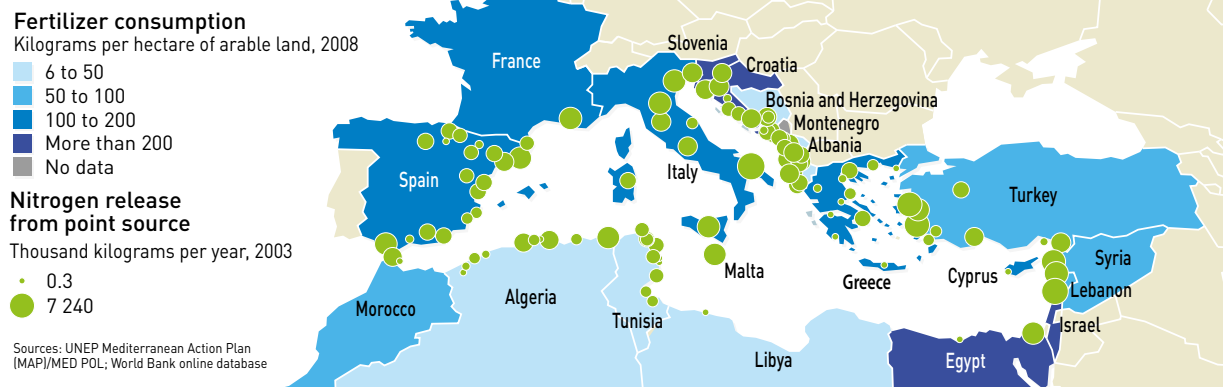 Fertilizer consumption
Kilograms per hectare of arable land, 2008
6 to 50
50 to 100
100 to 200
More than 200
No data
Nitrogen release
from point source
Thousand kilograms per year, 2003
0.3
7 240
Sources: UNEP Mediterranean Action Plan
(MAP)/MED POL; World Bank online database
France
Slovenia
Croatia
Bosnia and Herzegovina
Montenegro
Albania
Italy
Spain
Turkey
Malta
Greece
Cyprus
Syria
Lebanon
Israel
Morocco
Algeria
Tunisia
Libya
Egypt